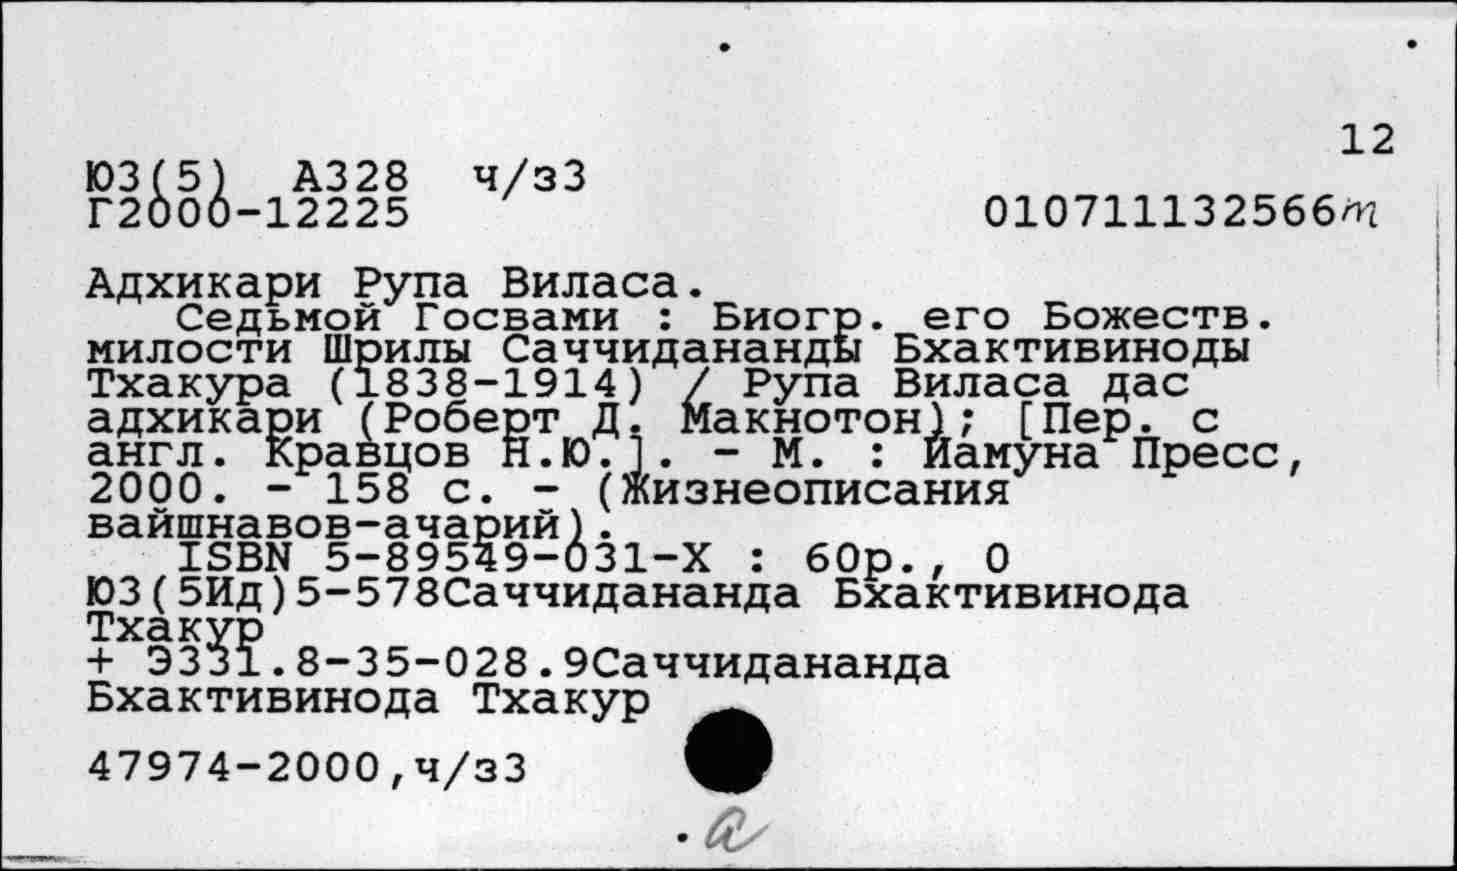 12
Ю3(5) А328 ч/з3
Г2000-12225 010711132566т
Адхикари Рупа Виласа.
Седьмой Госвами : Биогр. его Божеств.
милости Шрилы Саччидананды Бхактивиноды
Тхакура (1838-1914) / Рупа Виласа дас
адхикари (Роберт Д. Макнотон); [Пер. с
англ. Кравцов Н.Ю.]. - М. : Йамуна Пресс,
2000. - 158 с. - (Жизнеописания
вайшнавов-ачарий).
ISBN 5-89549-031-X : 60р., 0
Ю3(5Ид)5-578Саччидананда Бхактивинода
Тхакур
+ Э331.8-35-028.9Саччидананда
Бхактивинода Тхакур
47974-2000,ч/з3
а